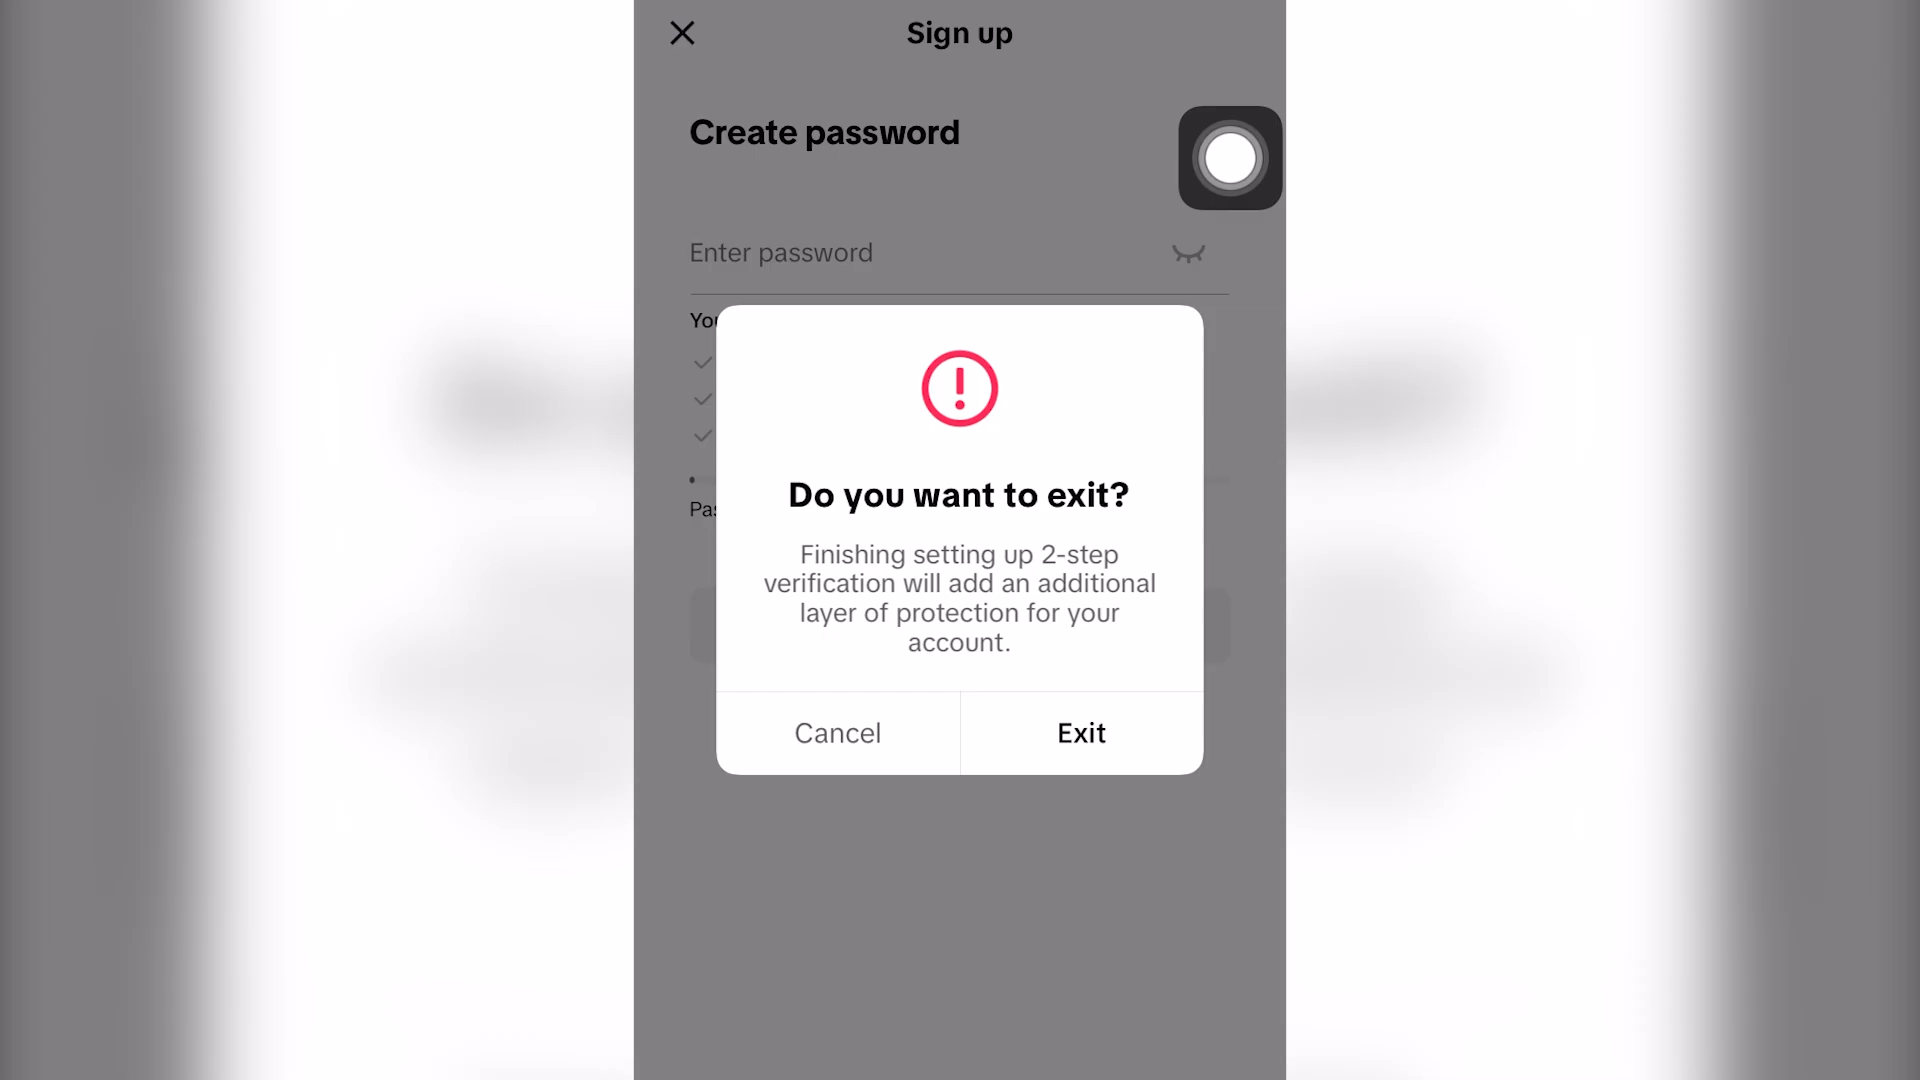 Sign up
Create password
Enter password
Do you want to exit?
Finishing setting up 2-step
verification will add an additional
layer of protection for your
account.
Cancel
Exit